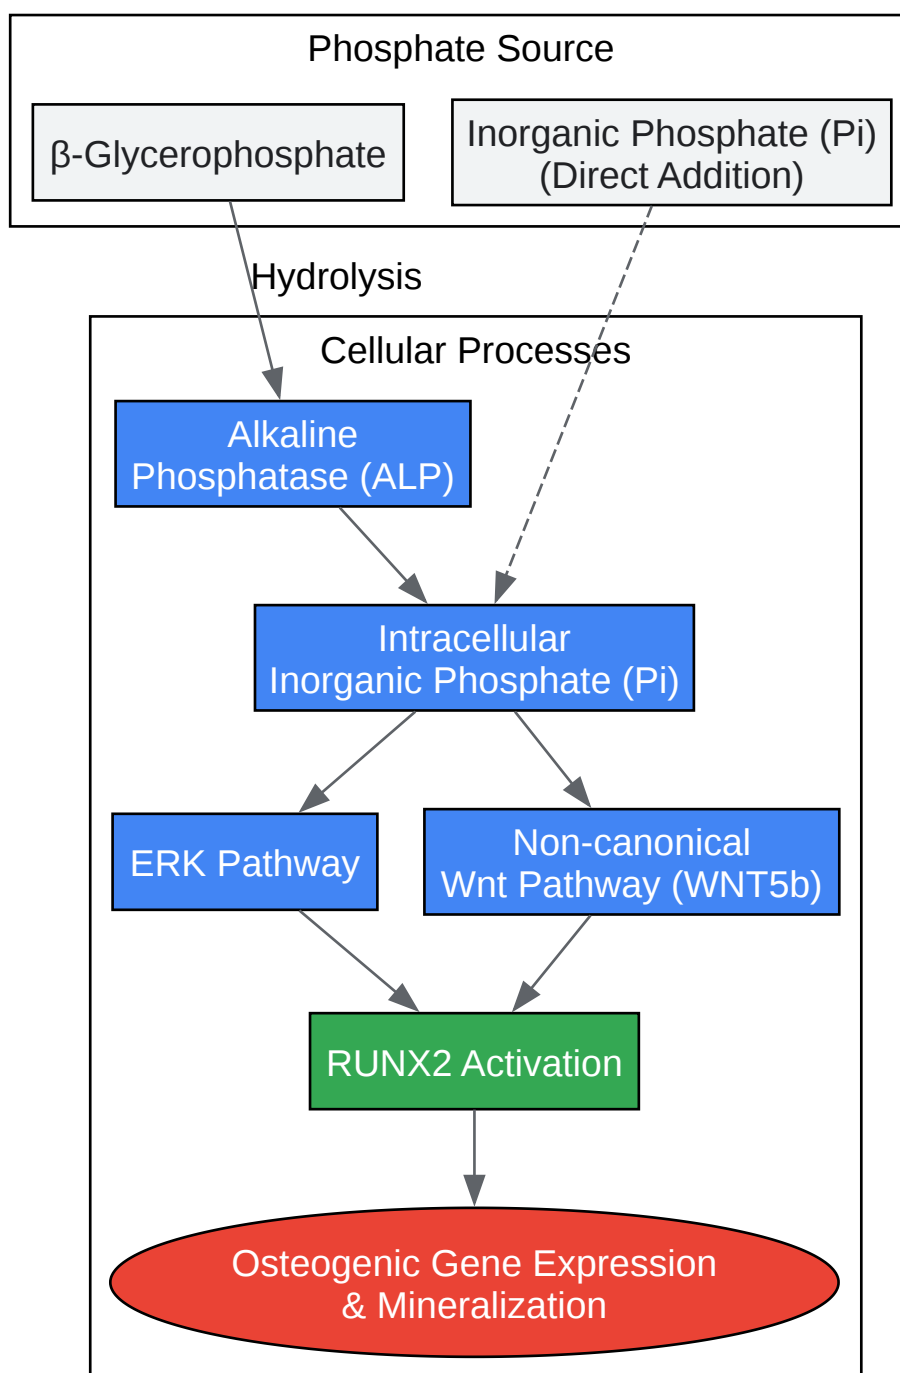 Phosphate Source
β-Glycerophosphate
Inorganic Phosphate (Pi)
(Direct Addition)
Hydrolysis
Cellular Processes
Alkaline
Phosphatase (ALP)
Intracellular
Inorganic Phosphate (Pi)
ERK Pathway
Non-canonical
Wnt Pathway (WNT5b)
RUNX2 Activation
Osteogenic Gene Expression
& Mineralization